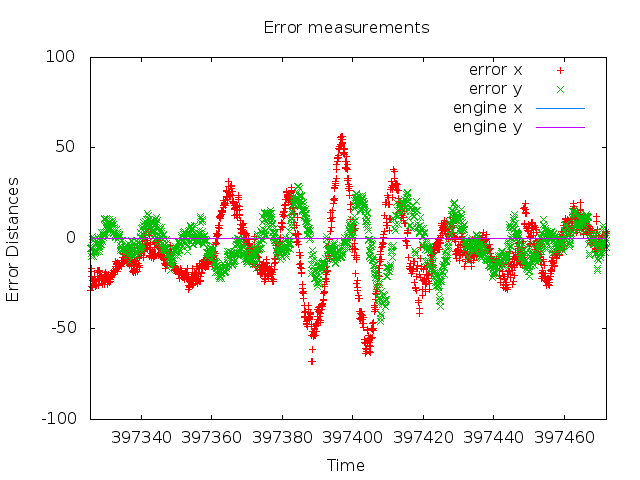 Error measurements
100
50
0
-50
-100
Error Distances
error x
error y
engine x
engine y
397340 397360 397380 397400 397420 397440 397460
Time